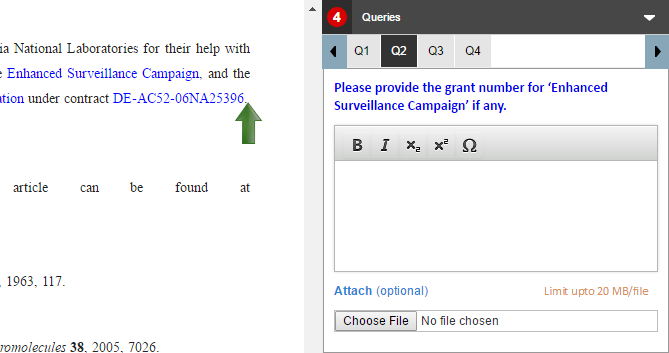 ia National Laboratories for their help with
Enhanced Surveillance Campaign, and the
ation under contract DE-AC52-06NA25396.
article can be found at
, 1963, 117.
romolecules 38, 2005, 7026.
4 Queries
Q1 Q2 Q3 Q4
Please provide the grant number for ‘Enhanced
Surveillance Campaign’ if any.
B I X₂ X² Ω
Attach (optional) Limit upto 20 MB/file
Choose File No file chosen